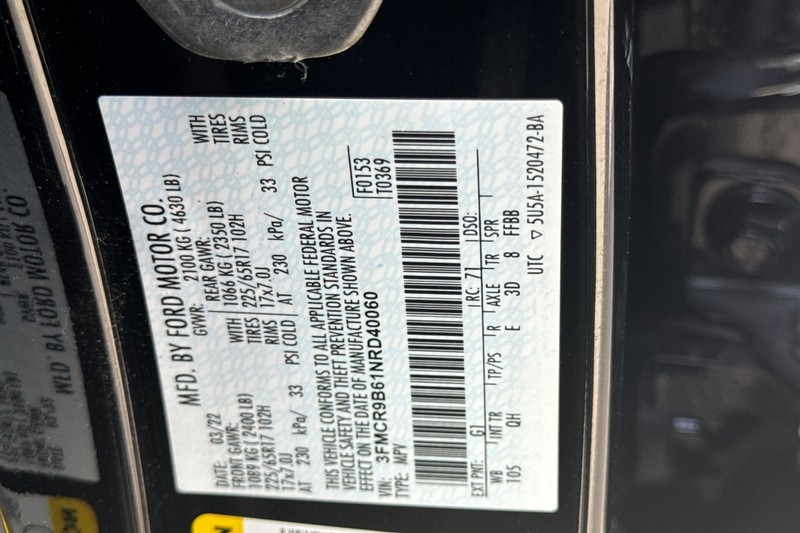 MFD. BY FORD MOTOR CO.
DATE: 03/22 GVWR: 2100 KG ( 4630 LB)
FRONT GAWR: REAR GAWR:
1089 KG ( 2400 LB) WITH 1066 KG ( 2350 LB) WITH
225/65R17 102H TIRES 225/65R17 102H TIRES
17x7.0J RIMS 17x7.0J RIMS
AT 230 kPa/ 33 PSI COLD AT 230 kPa/ 33 PSI COLD
THIS VEHICLE CONFORMS TO ALL APPLICABLE FEDERAL MOTOR
VEHICLE SAFETY AND THEFT PREVENTION STANDARDS IN
EFFECT ON THE DATE OF MANUFACTURE SHOWN ABOVE.
VIN: 3FMCR9B61NRD40060 F0153
TYPE: MPV T0369
EXT PNT: G1 RC: 71 DSO:
WB INT TR TP/PS R AXLE TR SPR
105 QH E 3D 8 FFBB
UTC ▽ 5U5A-1520472-BA